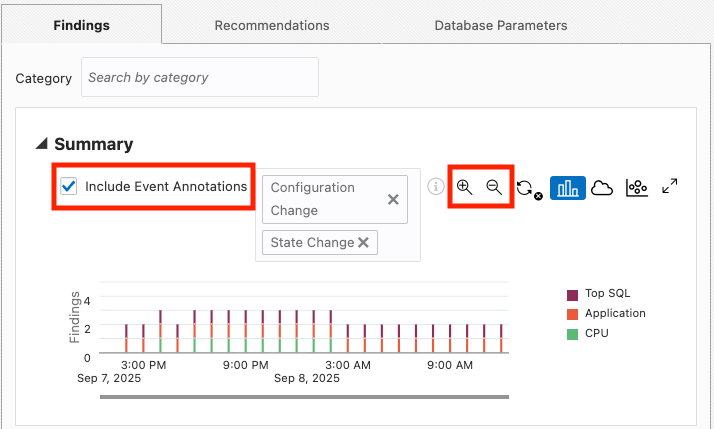 Findings
Recommendations
Database Parameters
Category
Search by category
Summary
Include Event Annotations
Configuration
Change
State Change
Findings
4
2
0
3:00 PM
9:00 PM
3:00 AM
9:00 AM
Sep 7, 2025
Sep 8, 2025
Top SQL
Application
CPU